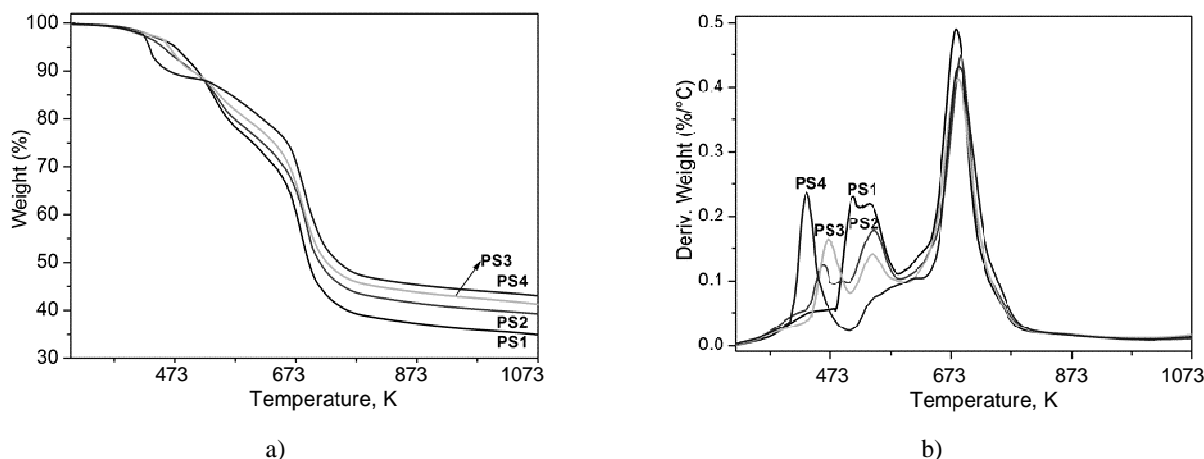 100
90
80
70
60
50
40
30
Weight (%)
PS3
PS4
PS2
PS1
473 673 873 1073
Temperature, K
a)
0.5
0.4
0.3
0.2
0.1
0.0
Deriv. Weight (%/°C)
PS4
PS1
PS3
PS2
473 673 873 1073
Temperature, K
b)